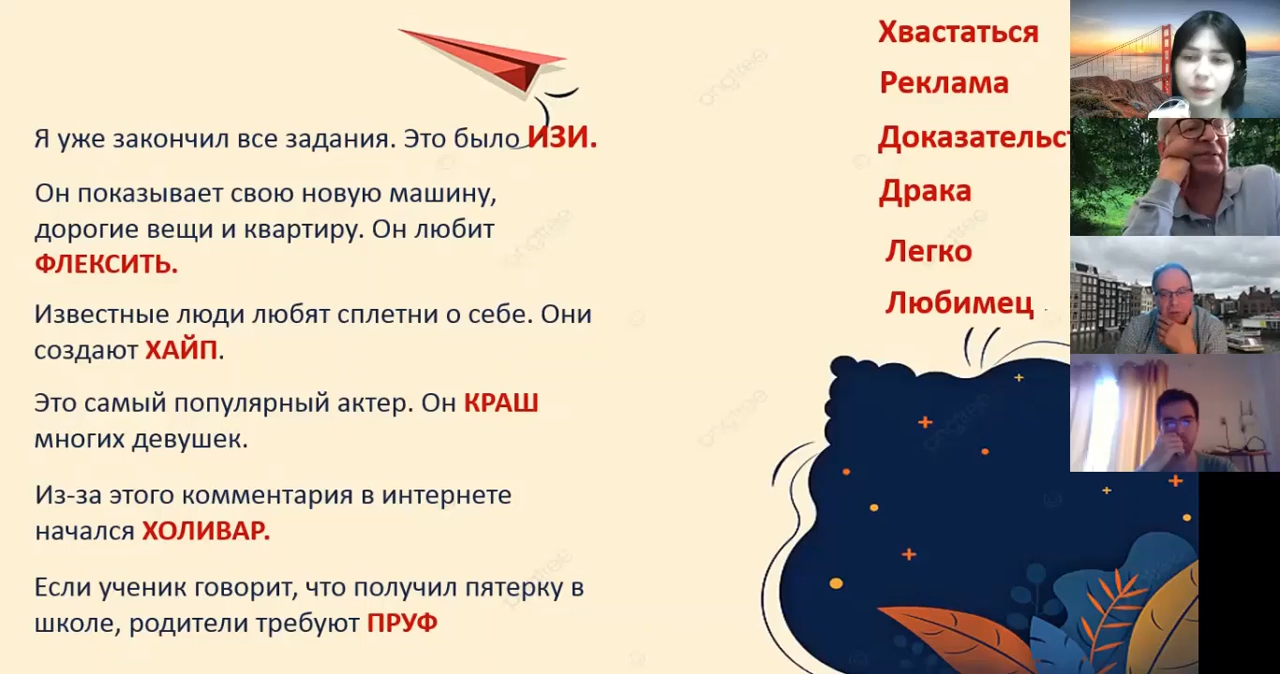 Я уже закончил все задания. Это было ИЗИ.
Он показывает свою новую машину,
дорогие вещи и квартиру. Он любит
ФЛЕКСИТЬ.
Известные люди любят сплетни о себе. Они
создают ХАЙП.
Это самый популярный актер. Он КРАШ
многих девушек.
Из-за этого комментария в интернете
начался ХОЛИВАР.
Если ученик говорит, что получил пятерку в
школе, родители требуют ПРУФ
Хвастаться
Реклама
Доказательст
Драка
Легко
Любимец